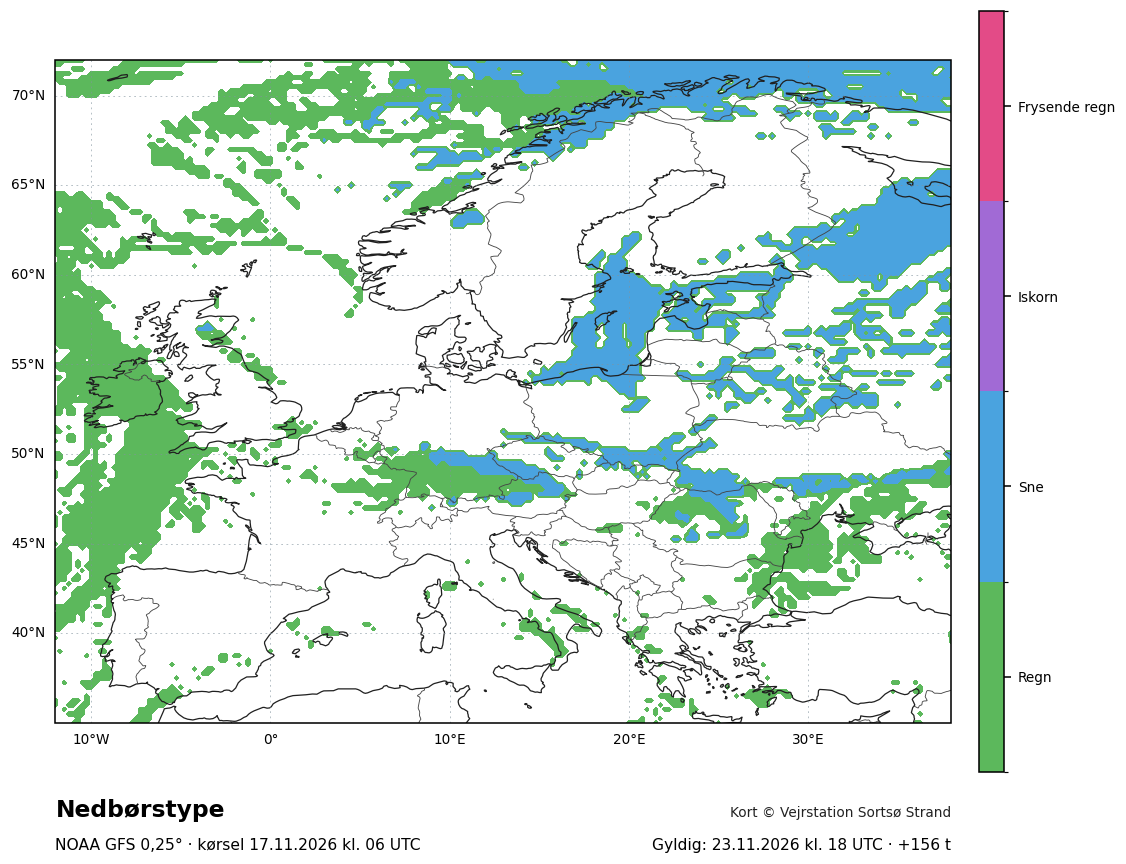 Frysende regn
Iskorn
Sne
Regn
70°N
65°N
60°N
55°N
50°N
45°N
40°N
10°W
0°
10°E
20°E
30°E
Nedbørstype
Kort © Vejrstation Sortsø Strand
NOAA GFS 0,25° · kørsel 17.11.2026 kl. 06 UTC
Gyldig: 23.11.2026 kl. 18 UTC · +156 t